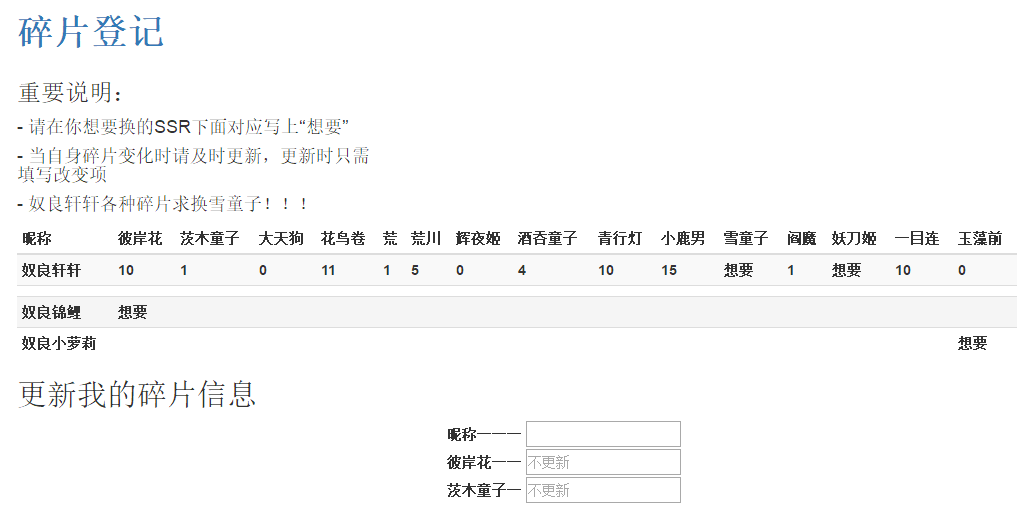 碎片登记
重要说明：
- 请在你想要换的SSR下面对应写上“想要”
- 当自身碎片变化时请及时更新，更新时只需
填写改变项
- 奴良轩轩各种碎片求换雪童子！！！
昵称 彼岸花 茨木童子 大天狗 花鸟卷 荒 荒川 辉夜姬 酒吞童子 青行灯 小鹿男 雪童子 阎魔 妖刀姬 一目连 玉藻前
奴良轩轩 10 1 0 11 1 5 0 4 10 15 想要 1 想要 10 0
奴良锦鲤 想要
奴良小萝莉 想要
更新我的碎片信息
昵称一一一
彼岸花一一 不更新
茨木童子一 不更新